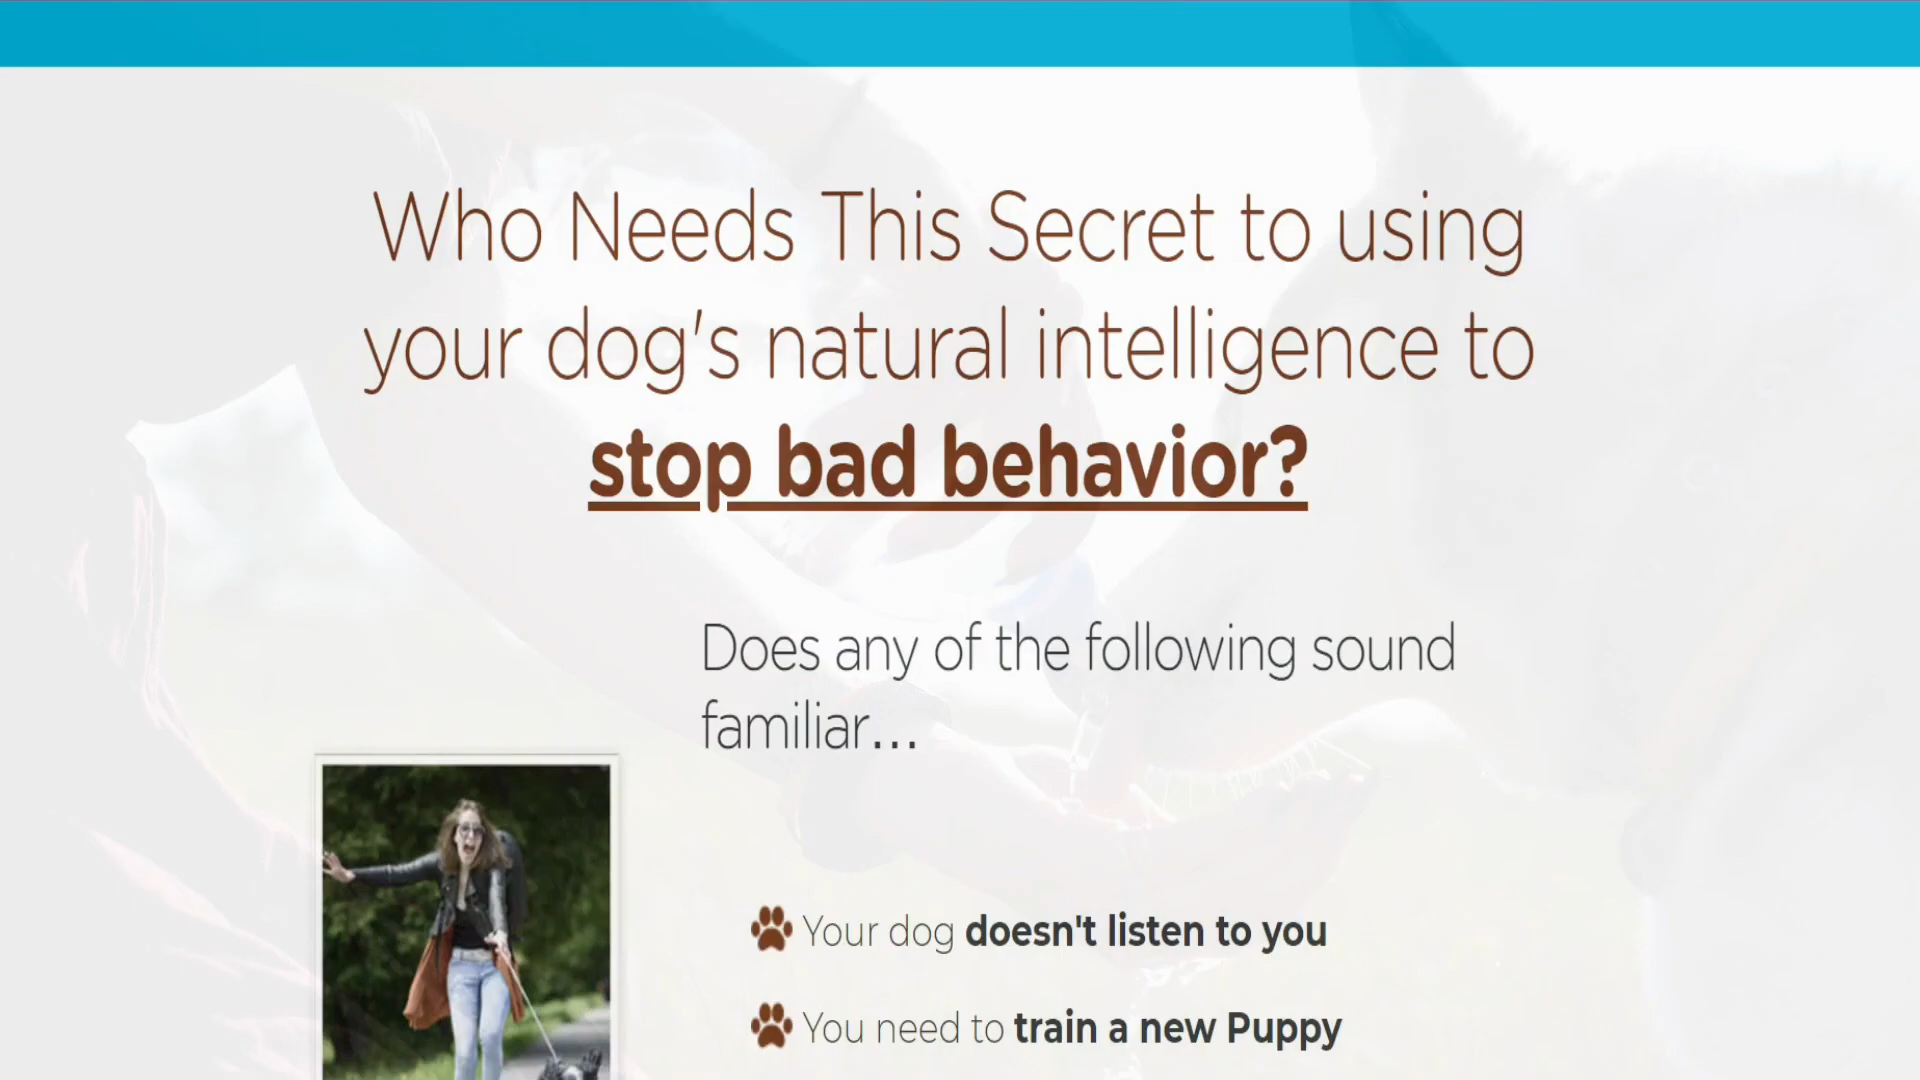 Who Needs This Secret to using
your dog's natural intelligence to
stop bad behavior?
Does any of the following sound
familiar...
Your dog doesn't listen to you
You need to train a new Puppy